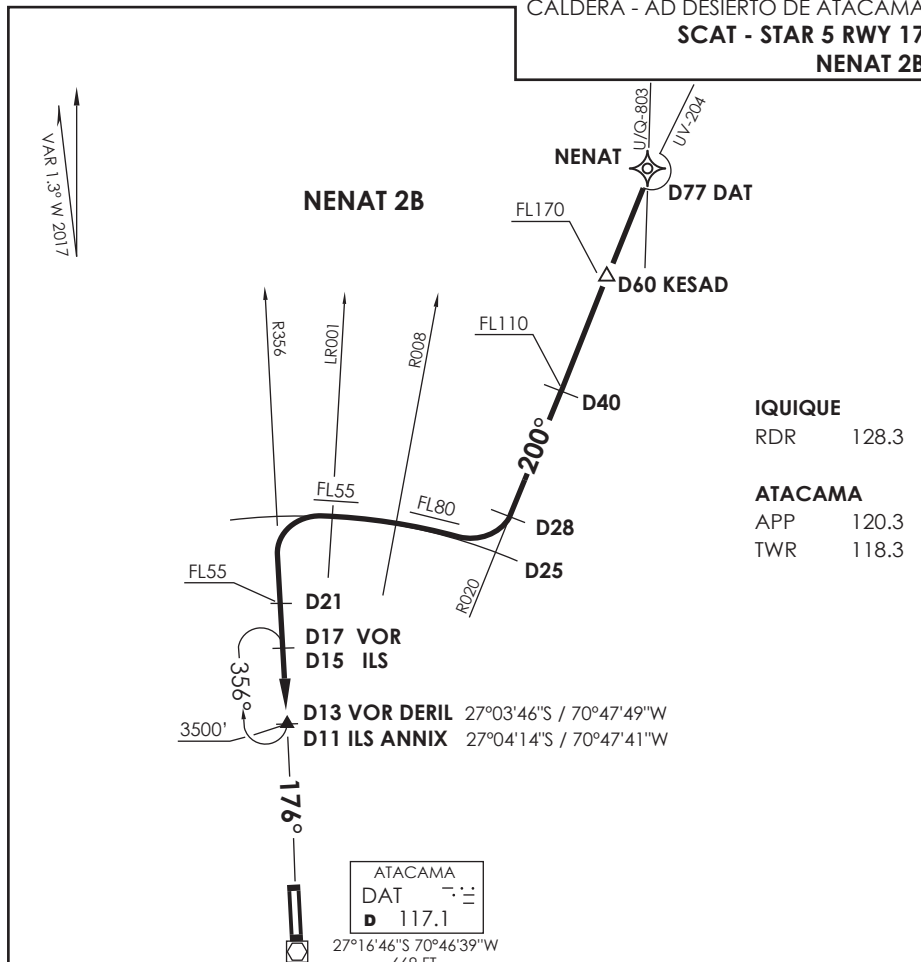 CALDERA - AD DESIERTO DE ATACAMA
SCAT - STAR 5 RWY 17
NENAT 2B
VAR 1.3° W 2017
NENAT 2B
U/Q-803
UV-204
NENAT
D77 DAT
FL170
D60 KESAD
FL110
D40
200°
R356
LR001
R008
IQUIQUE
RDR 128.3
ATACAMA
APP 120.3
TWR 118.3
FL55
FL80
D28
D25
R020
FL55
D21
D17 VOR
D15 ILS
356°
D13 VOR DERIL 27°03'46"S / 70°47'49"W
3500'
D11 ILS ANNIX 27°04'14"S / 70°47'41"W
176°
ATACAMA
DAT
D 117.1
27°16'46"S 70°46'39"W